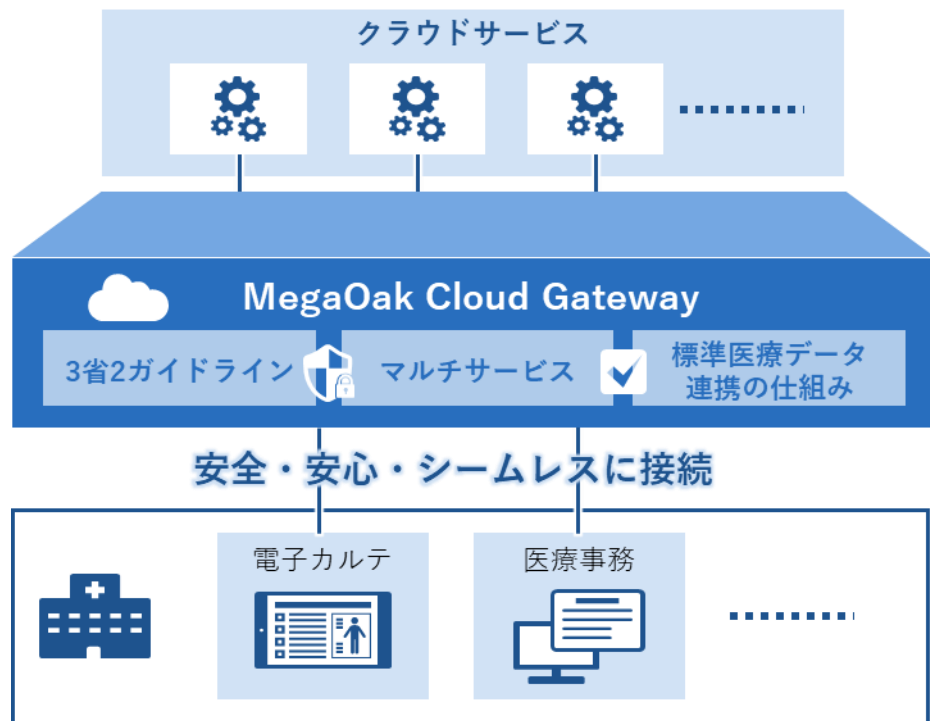 クラウドサービス
MegaOak Cloud Gateway
3省2ガイドライン
マルチサービス
標準医療データ
連携の仕組み
安全・安心・シームレスに接続
電子カルテ
医療事務